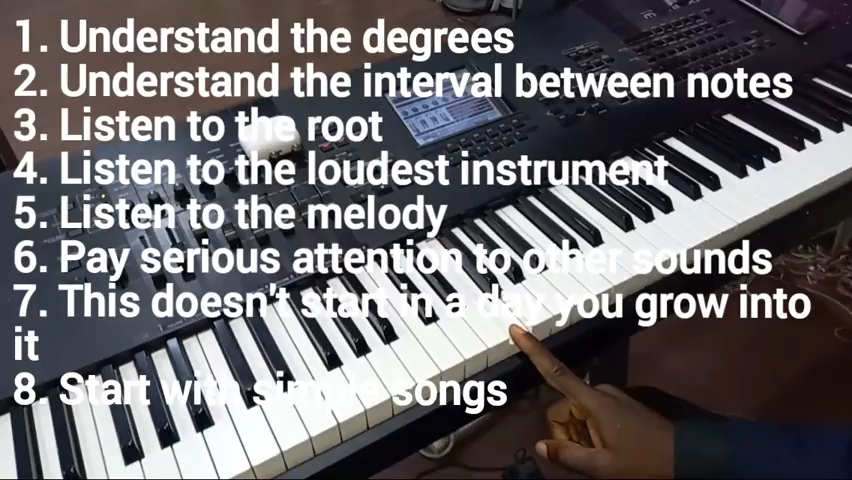 1. Understand the degrees
2. Understand the interval between notes
3. Listen to the root
4. Listen to the loudest instrument
5. Listen to the melody
6. Pay serious attention to other sounds
7. This doesn't start in a day you grow into
it
8. Start with simple songs